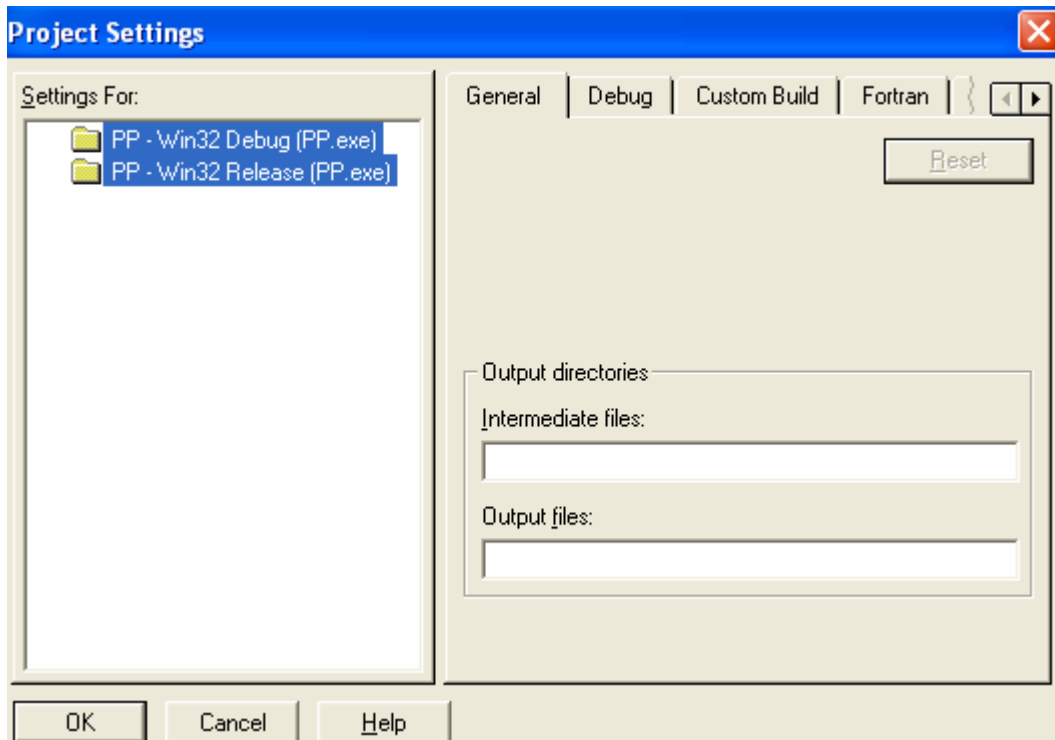 Project Settings
Settings For:
PP - Win32 Debug (PP.exe)
PP - Win32 Release (PP.exe)
General Debug Custom Build Fortran
Reset
Output directories
Intermediate files:
Output files:
OK Cancel Help